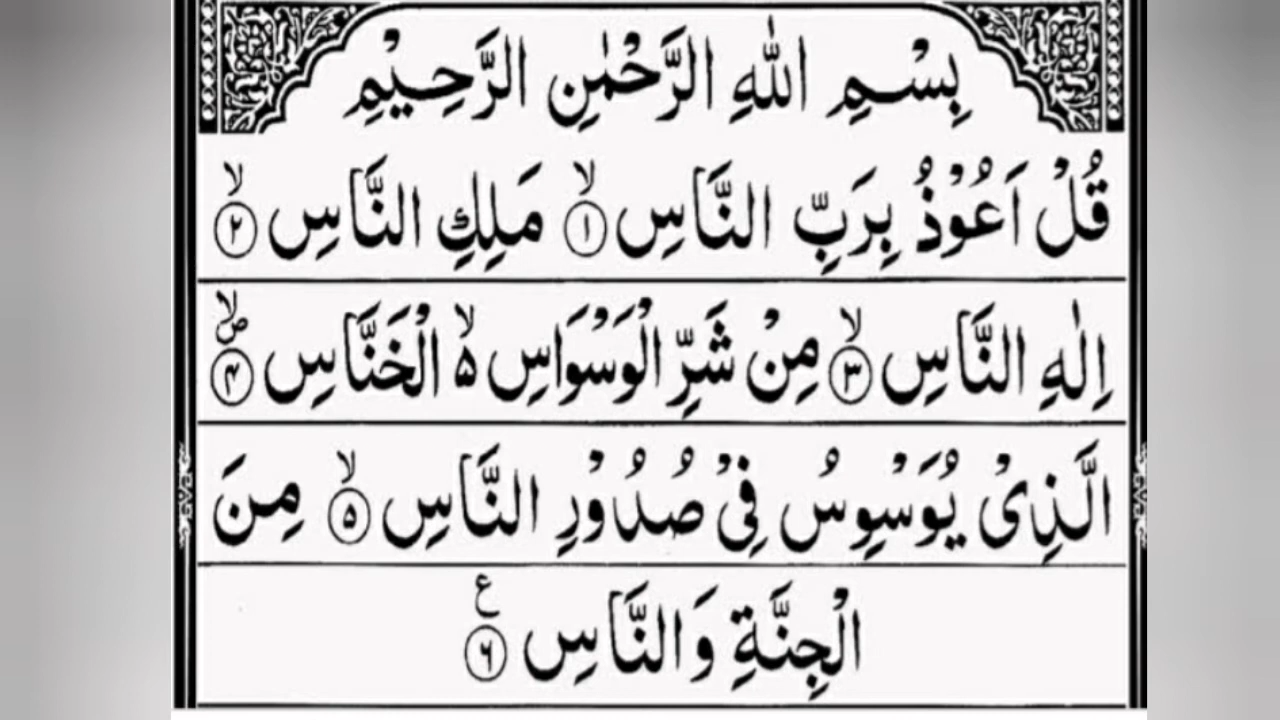 بِسْمِ اللّٰهِ الرَّحْمٰنِ الرَّحِيْمِ
قُلْ اَعُوْذُ بِرَبِّ النَّاسِ ۙ﴿۱﴾ مَلِكِ النَّاسِ ۙ﴿۲﴾
اِلٰهِ النَّاسِ ۙ﴿۳﴾ مِنْ شَرِّ الْوَسْوَاسِ ۙ۵ الْخَنَّاسِ ۪ۙ﴿۴﴾
الَّذِیْ یُوَسْوِسُ فِیْ صُدُوْرِ النَّاسِ ۙ﴿۵﴾ مِنَ
الْجِنَّةِ وَ النَّاسِ ﴿۶﴾ ع